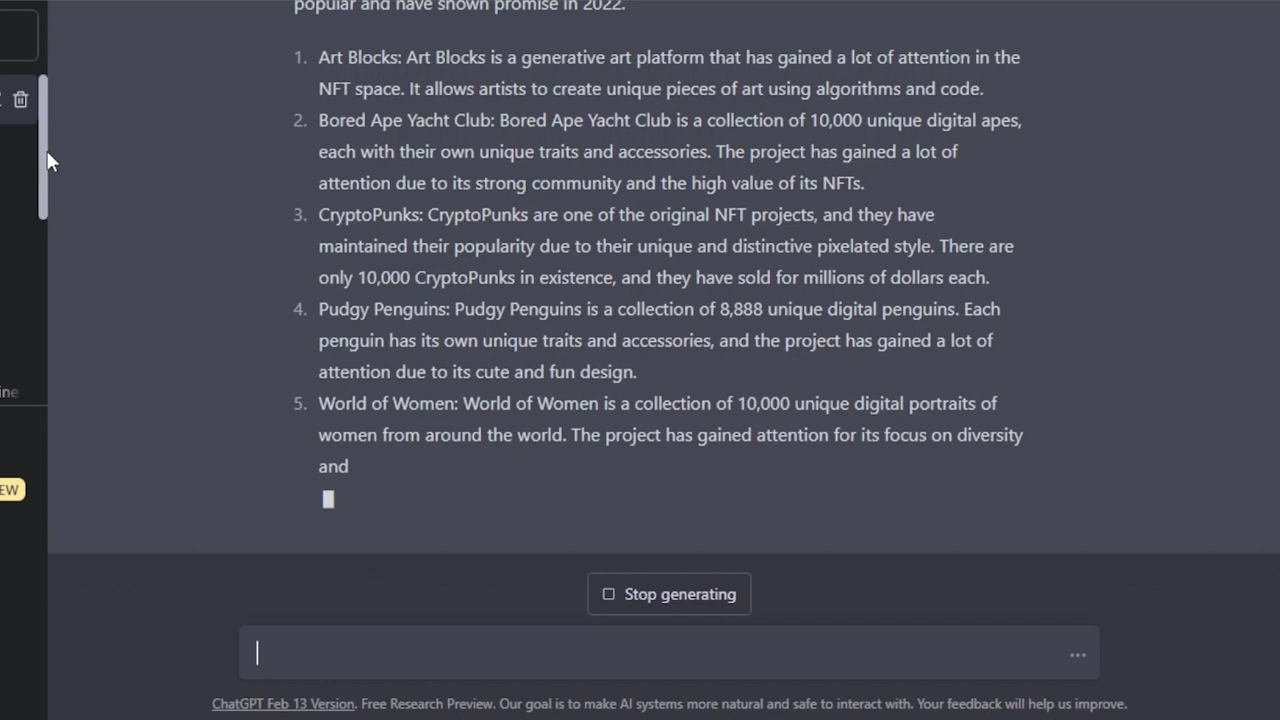 popular and have shown promise in 2022.
1. Art Blocks: Art Blocks is a generative art platform that has gained a lot of attention in the
NFT space. It allows artists to create unique pieces of art using algorithms and code.
2. Bored Ape Yacht Club: Bored Ape Yacht Club is a collection of 10,000 unique digital apes,
each with their own unique traits and accessories. The project has gained a lot of
attention due to its strong community and the high value of its NFTs.
3. CryptoPunks: CryptoPunks are one of the original NFT projects, and they have
maintained their popularity due to their unique and distinctive pixelated style. There are
only 10,000 CryptoPunks in existence, and they have sold for millions of dollars each.
4. Pudgy Penguins: Pudgy Penguins is a collection of 8,888 unique digital penguins. Each
penguin has its own unique traits and accessories, and the project has gained a lot of
attention due to its cute and fun design.
ine
5. World of Women: World of Women is a collection of 10,000 unique digital portraits of
women from around the world. The project has gained attention for its focus on diversity
and
EW
Stop generating
ChatGPT Feb 13 Version. Free Research Preview. Our goal is to make AI systems more natural and safe to interact with. Your feedback will help us improve.